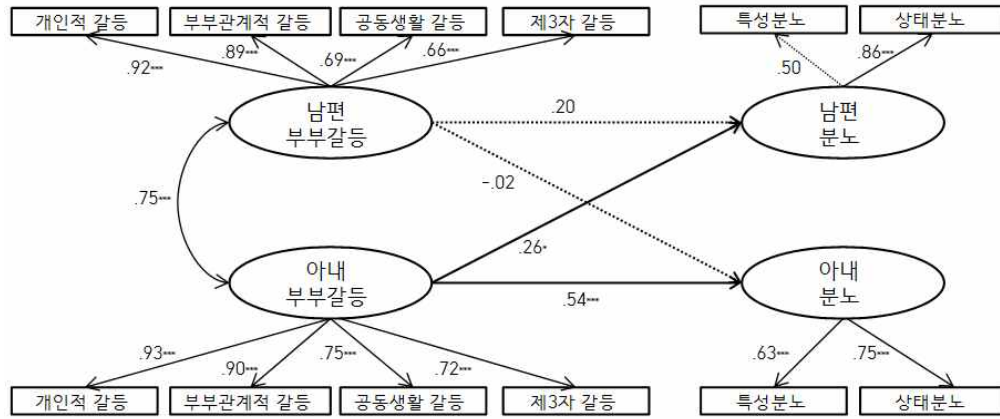 개인적 갈등 부부관계적 갈등 공동생활 갈등 제3자 갈등 특성분노 상태분노
.92*** .89*** .69*** .66*** .50 .86***
남편
부부갈등
.20
남편
분노
.75***
-.02
.26*
아내
부부갈등
.54***
아내
분노
.93*** .90*** .75*** .72*** .63*** .75***
개인적 갈등 부부관계적 갈등 공동생활 갈등 제3자 갈등 특성분노 상태분노